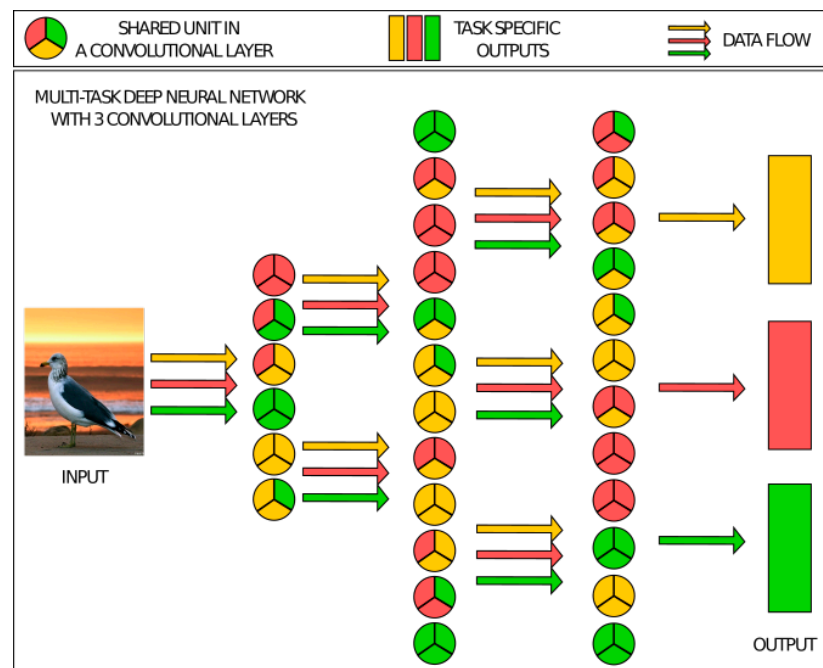 SHARED UNIT IN
A CONVOLUTIONAL LAYER
TASK SPECIFIC
OUTPUTS
DATA FLOW
MULTI-TASK DEEP NEURAL NETWORK
WITH 3 CONVOLUTIONAL LAYERS
INPUT
OUTPUT